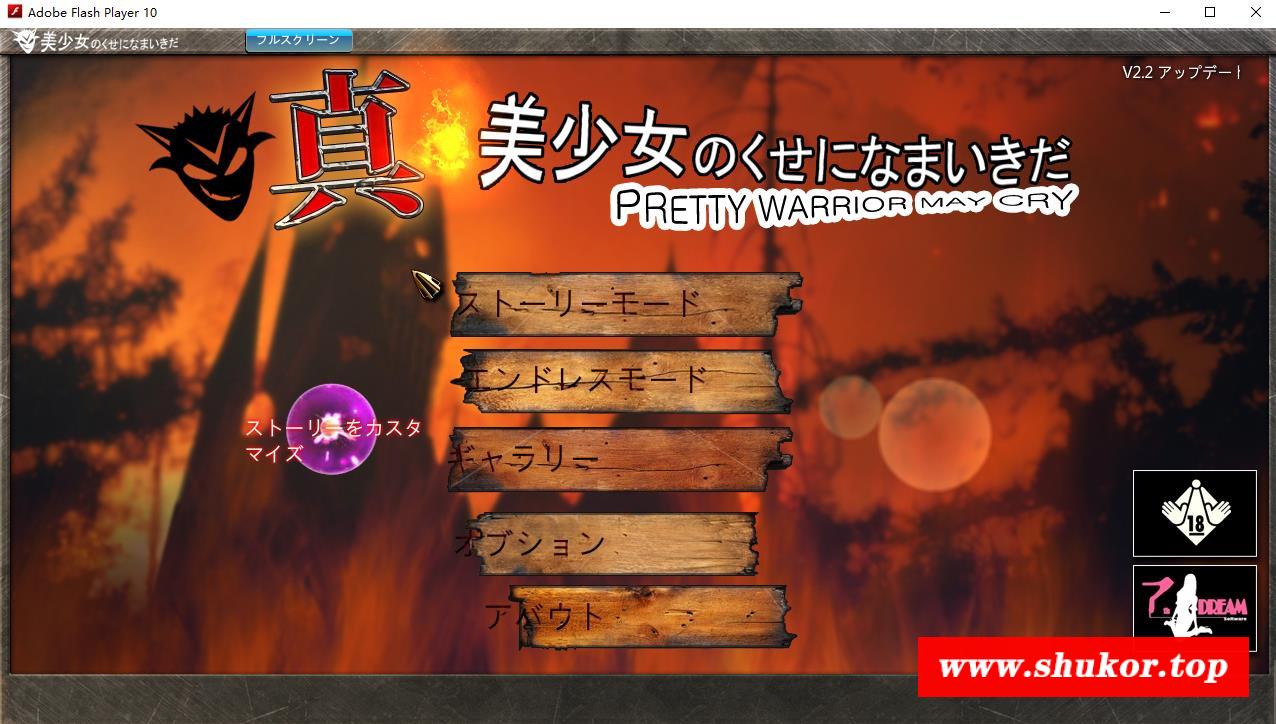 Adobe Flash Player 10
美少女のくせになまいきだ
フルスクリーン
V2.2 アップデート
真 美少女のくせになまいきだ
PRETTY WARRIOR MAY CRY
ストーリーモード
エンドレスモード
ストーリーをカスタ
マイズ
ギャラリー
オプション
アバウト
18
DREAM
Software
www.shukor.top